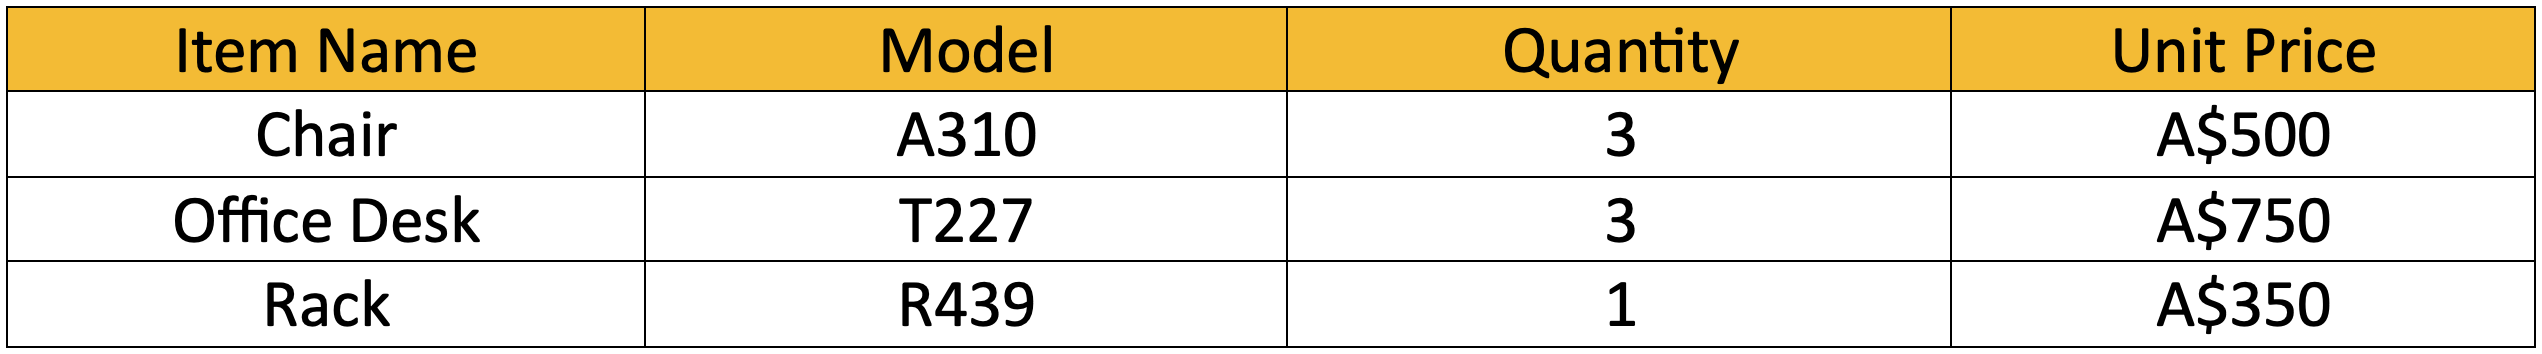 Item Name Model Quantity Unit Price
Chair A310 3 A$500
Office Desk T227 3 A$750
Rack R439 1 A$350